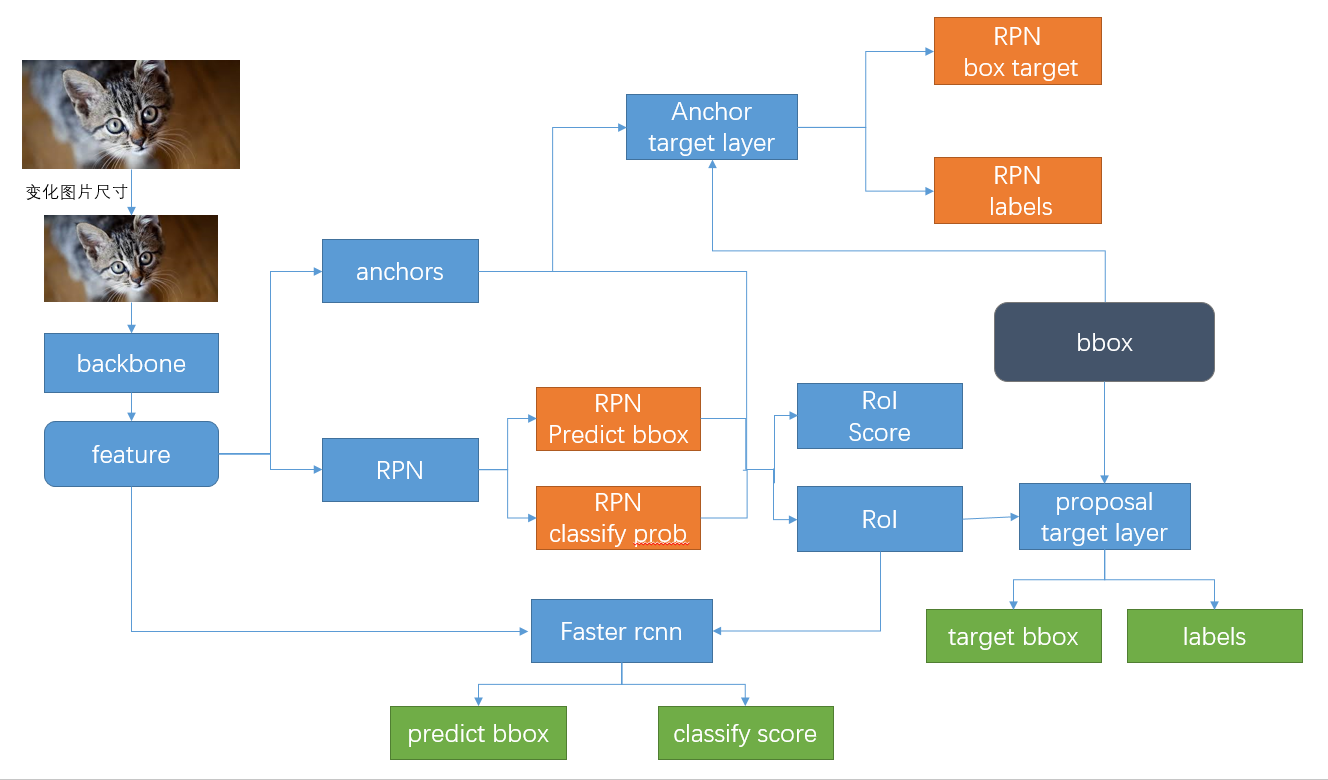 变化图片尺寸
backbone
feature
anchors
RPN
RPN
Predict bbox
RPN
classify prob
Anchor
target layer
RPN
box target
RPN
labels
bbox
RoI
Score
RoI
proposal
target layer
target bbox
labels
Faster rcnn
predict bbox
classify score